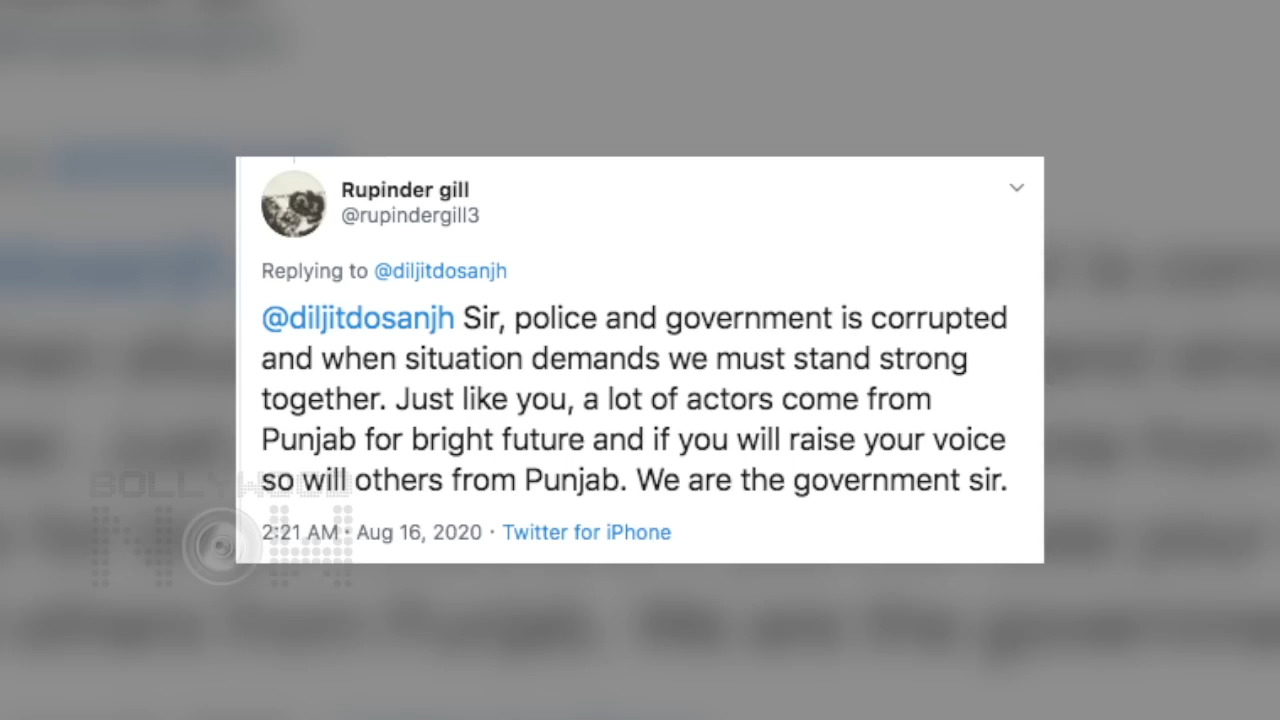 Rupinder gill
@rupindergill3
Replying to @diljitdosanjh
@diljitdosanjh Sir, police and government is corrupted
and when situation demands we must stand strong
together. Just like you, a lot of actors come from
Punjab for bright future and if you will raise your voice
so will others from Punjab. We are the government sir.
2:21 AM · Aug 16, 2020 · Twitter for iPhone
BOLLYWOOD
NOW